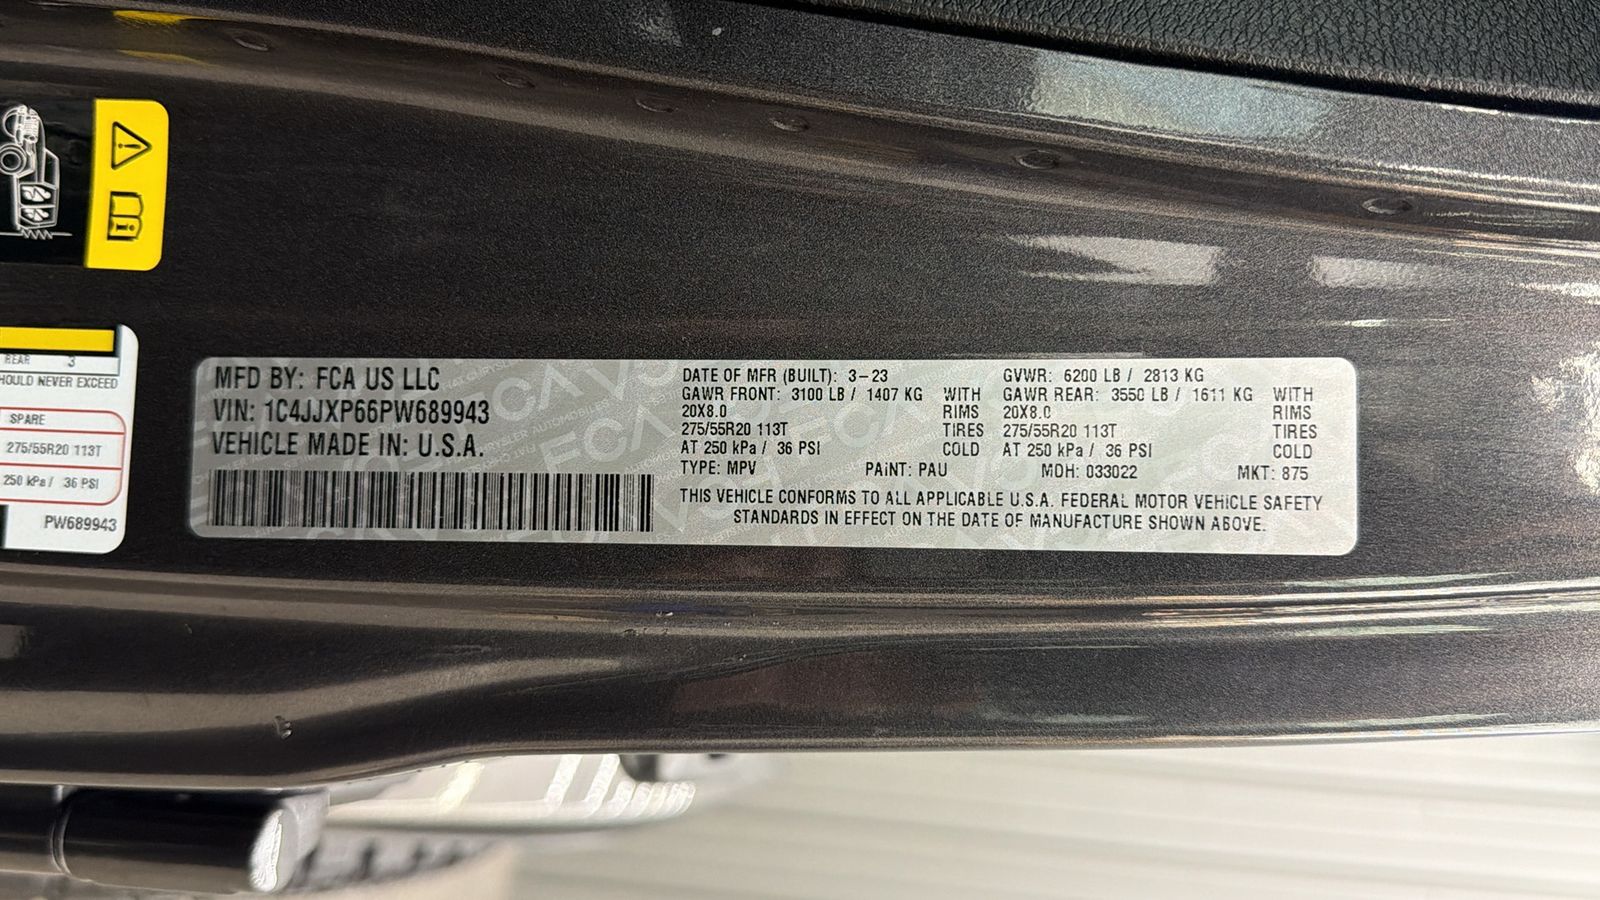 REAR 3
HOULD NEVER EXCEED
SPARE
275/55R20 113T
250 kPa / 36 PSI
PW689943
MFD BY: FCA US LLC
VIN: 1C4JJXP66PW689943
VEHICLE MADE IN: U.S.A.
DATE OF MFR (BUILT): 3-23 GVWR: 6200 LB / 2813 KG
GAWR FRONT: 3100 LB / 1407 KG WITH GAWR REAR: 3550 LB / 1611 KG WITH
20X8.0 RIMS 20X8.0 RIMS
275/55R20 113T TIRES 275/55R20 113T TIRES
AT 250 kPa / 36 PSI COLD AT 250 kPa / 36 PSI COLD
TYPE: MPV PAINT: PAU MDH: 033022 MKT: 875
THIS VEHICLE CONFORMS TO ALL APPLICABLE U.S.A. FEDERAL MOTOR VEHICLE SAFETY
STANDARDS IN EFFECT ON THE DATE OF MANUFACTURE SHOWN ABOVE.